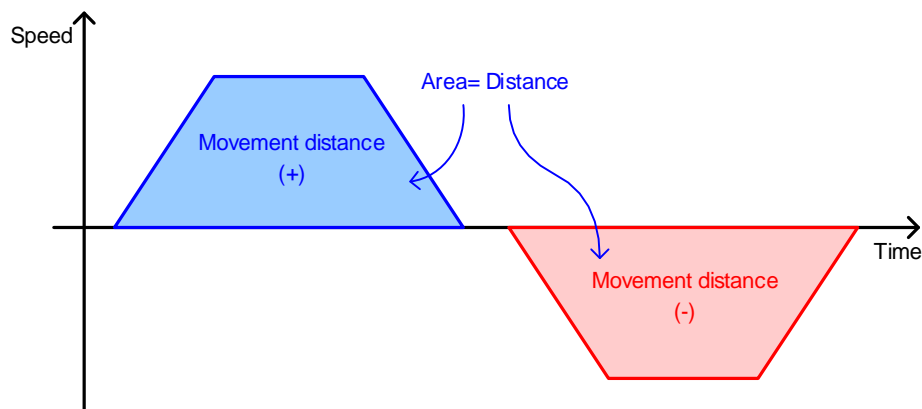 Speed
Area= Distance
Movement distance
(+)
Time
Movement distance
(-)